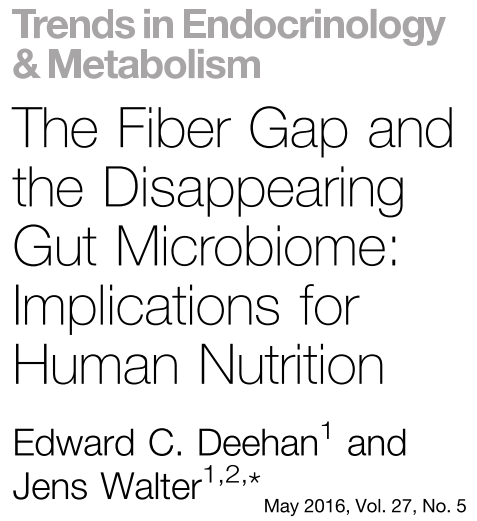 Trends in Endocrinology
& Metabolism
The Fiber Gap and
the Disappearing
Gut Microbiome:
Implications for
Human Nutrition
Edward C. Deehan1 and
Jens Walter1,2,*
May 2016, Vol. 27, No. 5